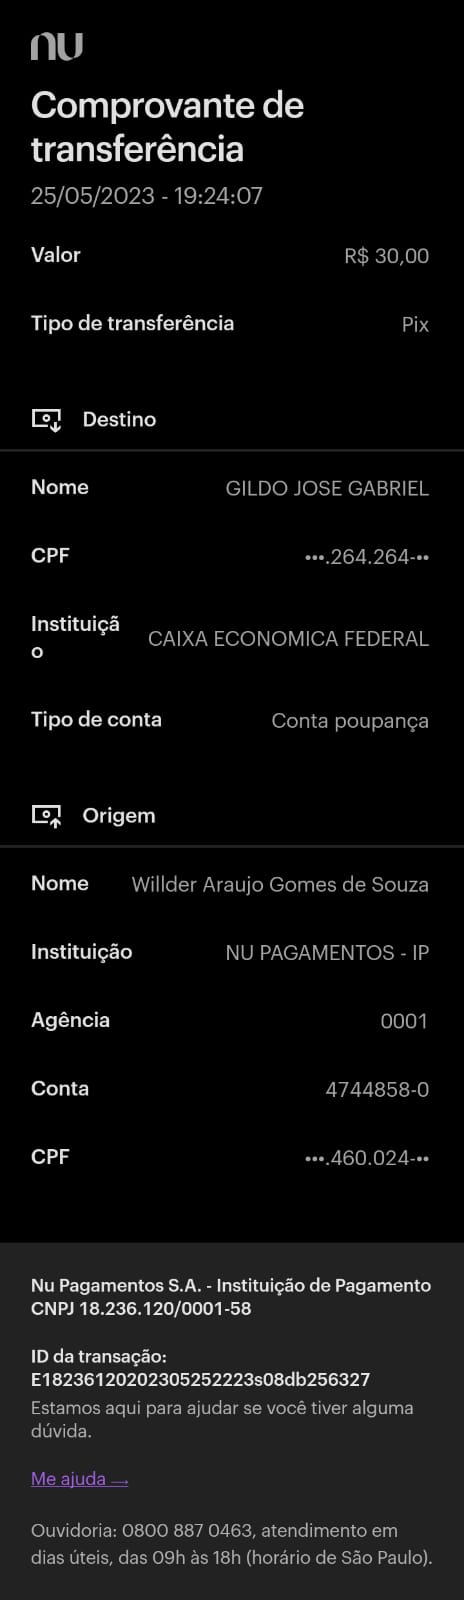 nu
Comprovante de
transferência
25/05/2023 - 19:24:07
Valor R$ 30,00
Tipo de transferência Pix
Destino
Nome GILDO JOSE GABRIEL
CPF •••.264.264-••
Instituiçã
o CAIXA ECONOMICA FEDERAL
Tipo de conta Conta poupança
Origem
Nome Willder Araujo Gomes de Souza
Instituição NU PAGAMENTOS - IP
Agência 0001
Conta 4744858-0
CPF •••.460.024-••
Nu Pagamentos S.A. - Instituição de Pagamento
CNPJ 18.236.120/0001-58
ID da transação:
E18236120202305252223s08db256327
Estamos aqui para ajudar se você tiver alguma
dúvida.
Me ajuda →
Ouvidoria: 0800 887 0463, atendimento em
dias úteis, das 09h às 18h (horário de São Paulo).